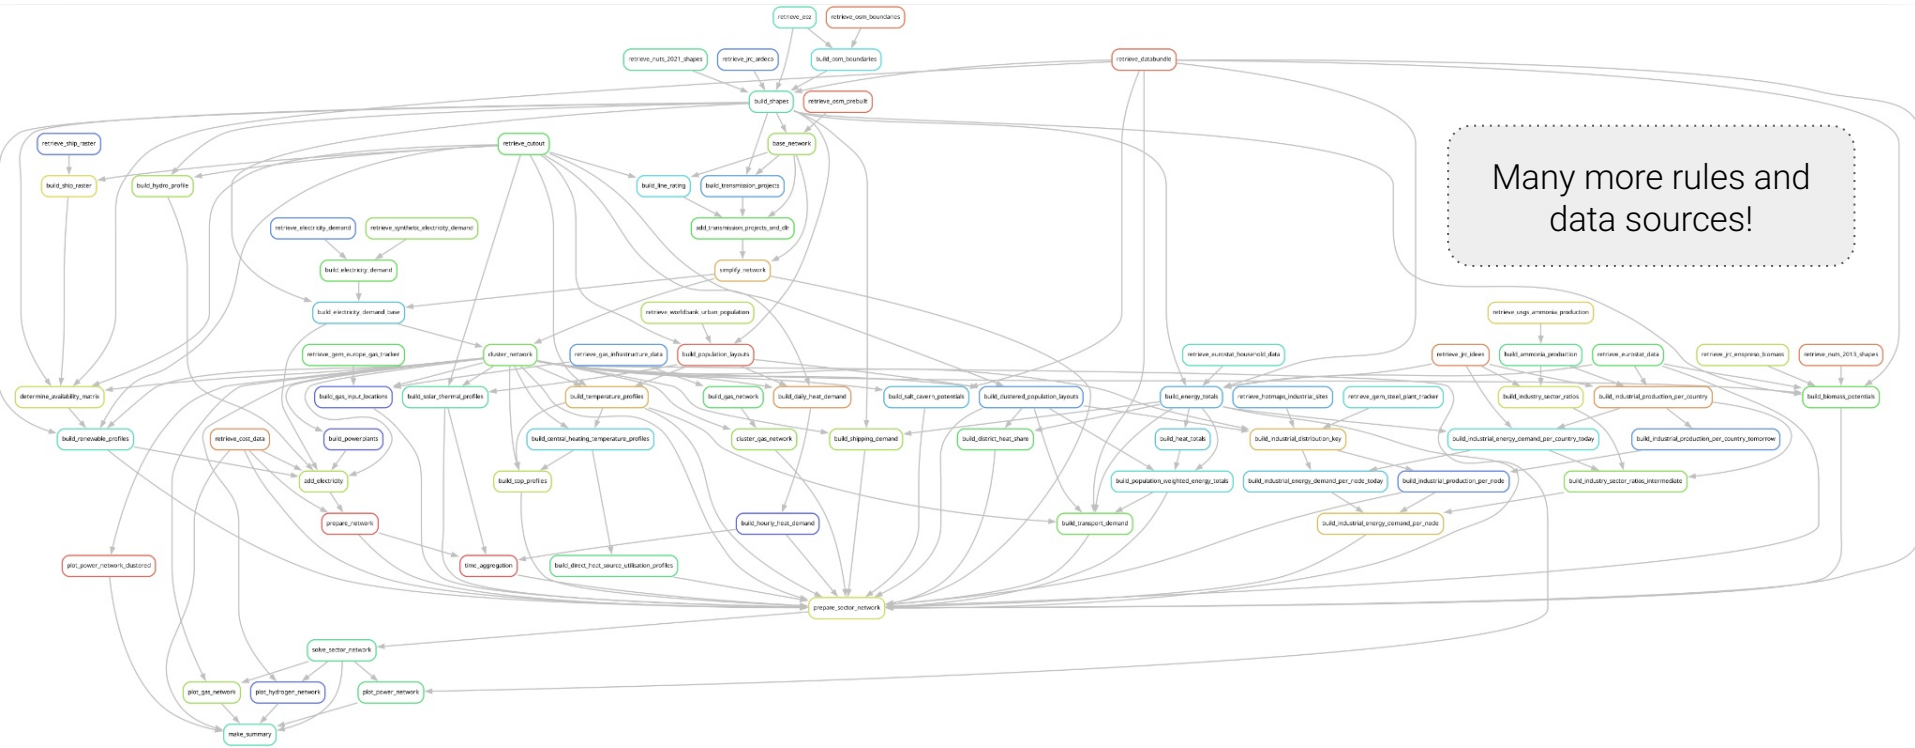 retrieve_eez
retrieve_osm_boundaries
retrieve_nuts_2021_shapes
retrieve_jrc_ardeco
build_osm_boundaries
retrieve_databundle
build_shapes
retrieve_osm_prebuilt
retrieve_ship_raster
retrieve_cutout
base_network
build_ship_raster
build_hydro_profile
build_line_rating
build_transmission_projects
Many more rules and
data sources!
retrieve_electricity_demand
retrieve_synthetic_electricity_demand
add_transmission_projects_and_dlr
build_electricity_demand
simplify_network
build_electricity_demand_base
retrieve_worldbank_urban_population
retrieve_usgs_ammonia_production
retrieve_gem_europe_gas_tracker
cluster_network
retrieve_gas_infrastructure_data
build_population_layouts
retrieve_eurostat_household_data
retrieve_jrc_idees
build_ammonia_production
retrieve_eurostat_data
retrieve_jrc_enspreso_biomass
retrieve_nuts_2013_shapes
determine_availability_matrix
build_gas_input_locations
build_solar_thermal_profiles
build_temperature_profiles
build_gas_network
build_daily_heat_demand
build_salt_cavern_potentials
build_clustered_population_layouts
build_energy_totals
retrieve_hotmaps_industrial_sites
retrieve_gem_steel_plant_tracker
build_industry_sector_ratios
build_industrial_production_per_country
build_biomass_potentials
build_renewable_profiles
retrieve_cost_data
build_powerplants
build_central_heating_temperature_profiles
cluster_gas_network
build_shipping_demand
build_district_heat_share
build_heat_totals
build_industrial_distribution_key
build_industrial_energy_demand_per_country_today
build_industrial_production_per_country_tomorrow
add_electricity
build_cop_profiles
build_population_weighted_energy_totals
build_industrial_energy_demand_per_node_today
build_industrial_production_per_node
build_industry_sector_ratios_intermediate
prepare_network
build_hourly_heat_demand
build_transport_demand
build_industrial_energy_demand_per_node
plot_power_network_clustered
time_aggregation
build_direct_heat_source_utilisation_profiles
prepare_sector_network
solve_sector_network
plot_gas_network
plot_hydrogen_network
plot_power_network
make_summary